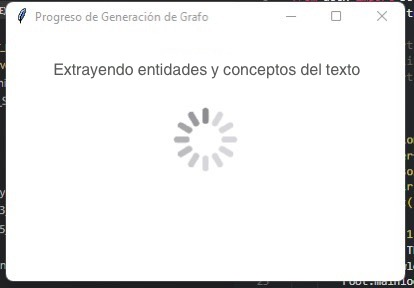 Progreso de Generación de Grafo
Extrayendo entidades y conceptos del texto